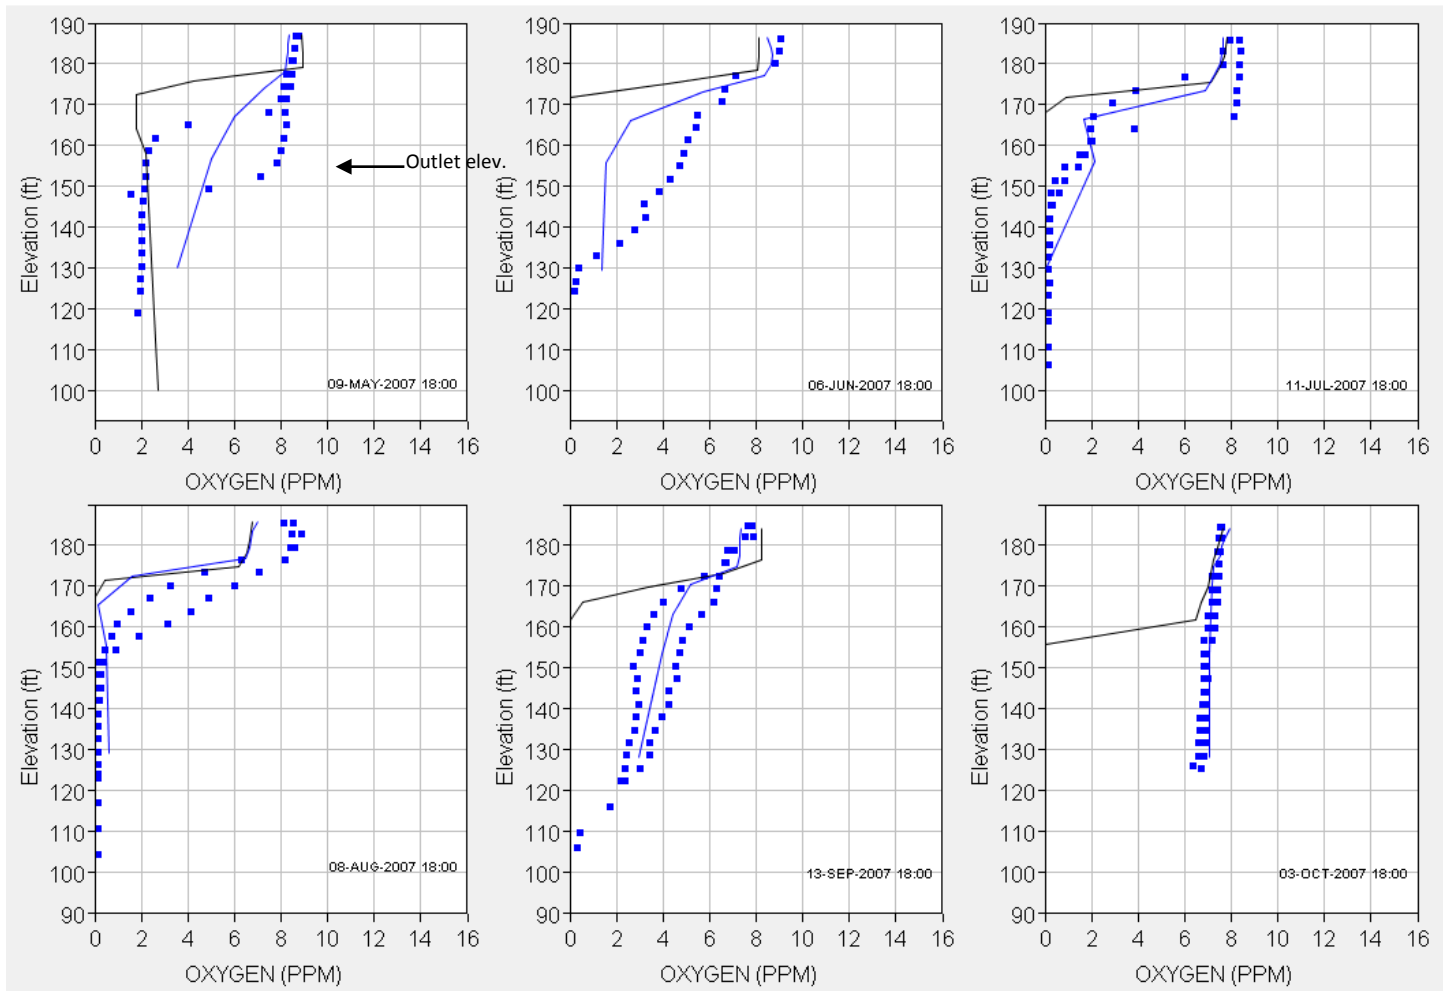 190
180
170
160
150
140
130
120
110
100
Elevation (ft)
0 2 4 6 8 10 12 14 16
OXYGEN (PPM)
Outlet elev.
09-MAY-2007 18:00
190
180
170
160
150
140
130
120
110
100
Elevation (ft)
0 2 4 6 8 10 12 14 16
OXYGEN (PPM)
06-JUN-2007 18:00
190
180
170
160
150
140
130
120
110
100
Elevation (ft)
0 2 4 6 8 10 12 14 16
OXYGEN (PPM)
11-JUL-2007 18:00
180
170
160
150
140
130
120
110
100
90
Elevation (ft)
0 2 4 6 8 10 12 14 16
OXYGEN (PPM)
08-AUG-2007 18:00
180
170
160
150
140
130
120
110
100
90
Elevation (ft)
0 2 4 6 8 10 12 14 16
OXYGEN (PPM)
13-SEP-2007 18:00
180
170
160
150
140
130
120
110
100
90
Elevation (ft)
0 2 4 6 8 10 12 14 16
OXYGEN (PPM)
03-OCT-2007 18:00